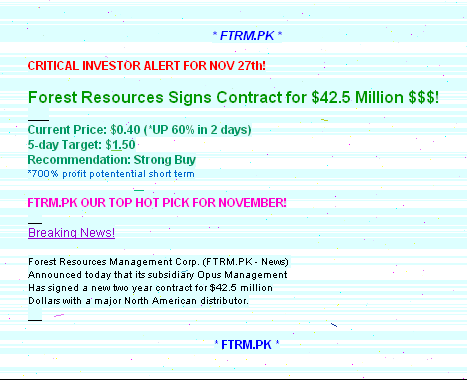 * FTRM.PK *
CRITICAL INVESTOR ALERT FOR NOV 27th!
Forest Resources Signs Contract for $42.5 Million $$$!
Current Price: $0.40 (*UP 60% in 2 days)
5-day Target: $1.50
Recommendation: Strong Buy
*700% profit potentential short term
FTRM.PK OUR TOP HOT PICK FOR NOVEMBER!
Breaking News!
Forest Resources Management Corp. (FTRM.PK - News)
Announced today that its subsidiary Opus Management
Has signed a new two year contract for $42.5 million
Dollars with a major North American distributor.
* FTRM.PK *